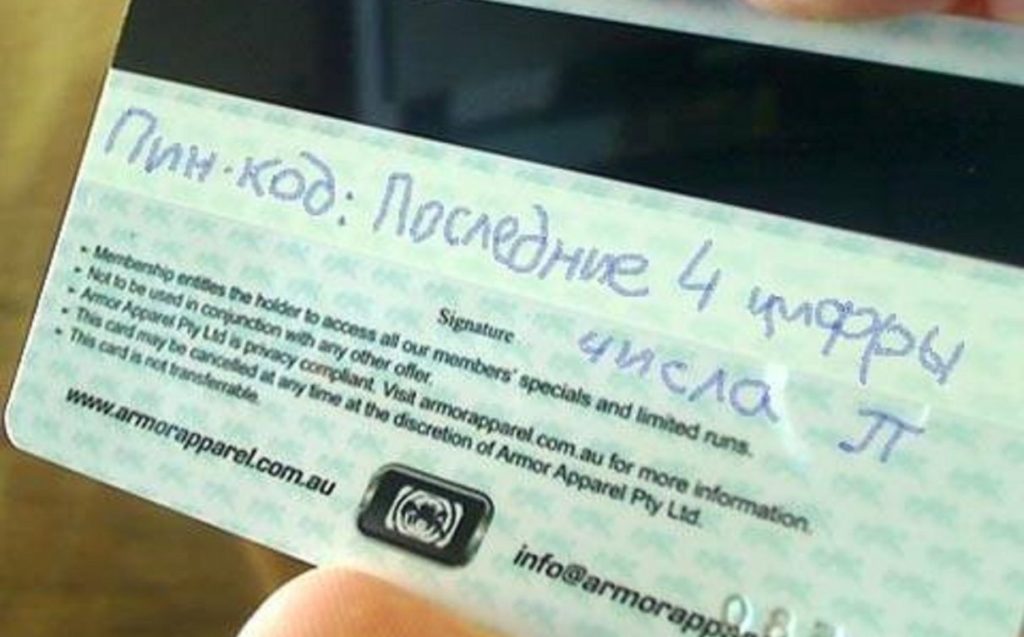 Пин-код: Последние 4 цифры
числа π
Signature
Membership entitles the holder to access all our members' specials and limited runs.
Not to be used in conjunction with any other offer.
Armor Apparel Pty Ltd is privacy compliant. Visit armorapparel.com.au for more information.
This card may be cancelled at any time at the discretion of Armor Apparel Pty Ltd.
This card is not transferrable.
www.armorapparel.com.au